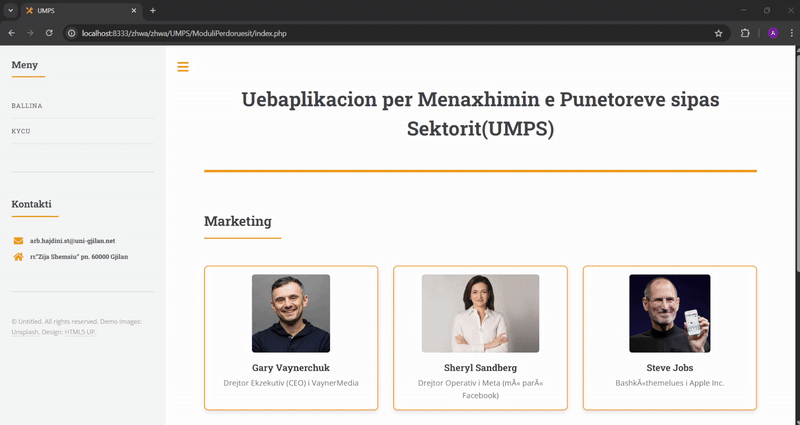 UMPS
localhost:8333/zhwa/zhwa/UMPS/ModuliPerdoruesit/index.php
A
Meny
BALLINA
KYCU
Kontakti
arb.hajdini.st@uni-gjilan.net
rr."Zija Shemsiu" pn. 60000 Gjilan
© Untitled. All rights reserved. Demo Images:
Unsplash. Design: HTML5 UP.
Uebaplikacion per Menaxhimin e Punetoreve sipas
Sektorit(UMPS)
Marketing
Gary Vaynerchuk
Drejtor Ekzekutiv (CEO) i VaynerMedia
Sheryl Sandberg
Drejtor Operativ i Meta (mÃ« parÃ«
Facebook)
Steve Jobs
BashkÃ«themelues i Apple Inc.